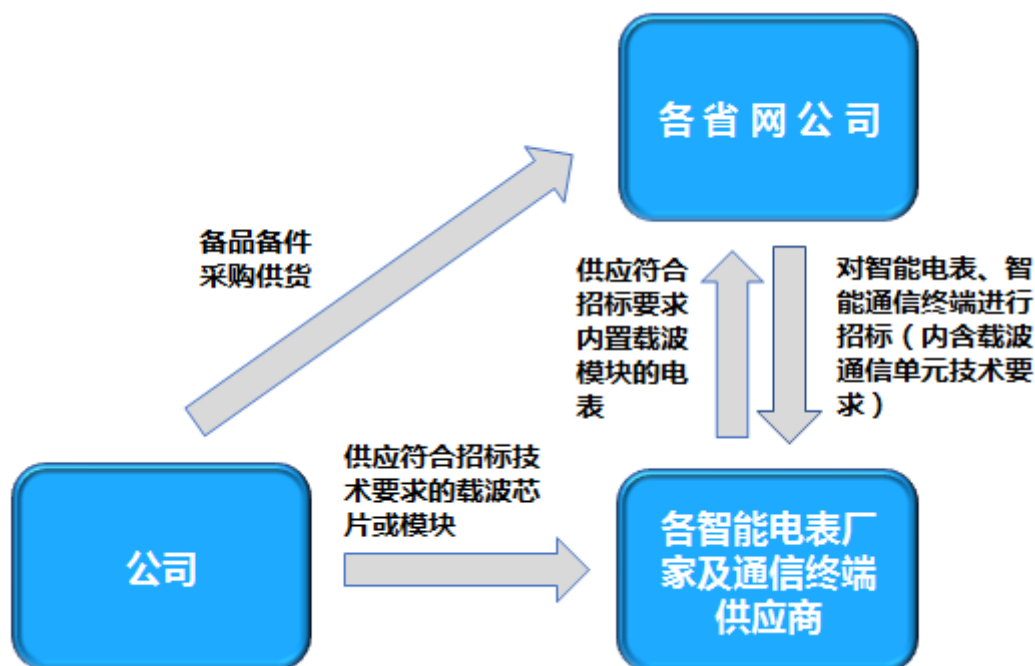 各省网公司
备品备件
采购供货
供应符合
招标要求
内置载波
模块的电
表
对智能电表、智
能通信终端进行
招标（内含载波
通信单元技术要
求）
供应符合招标技
术要求的载波芯
片或模块
公司
各智能电表厂
家及通信终端
供应商